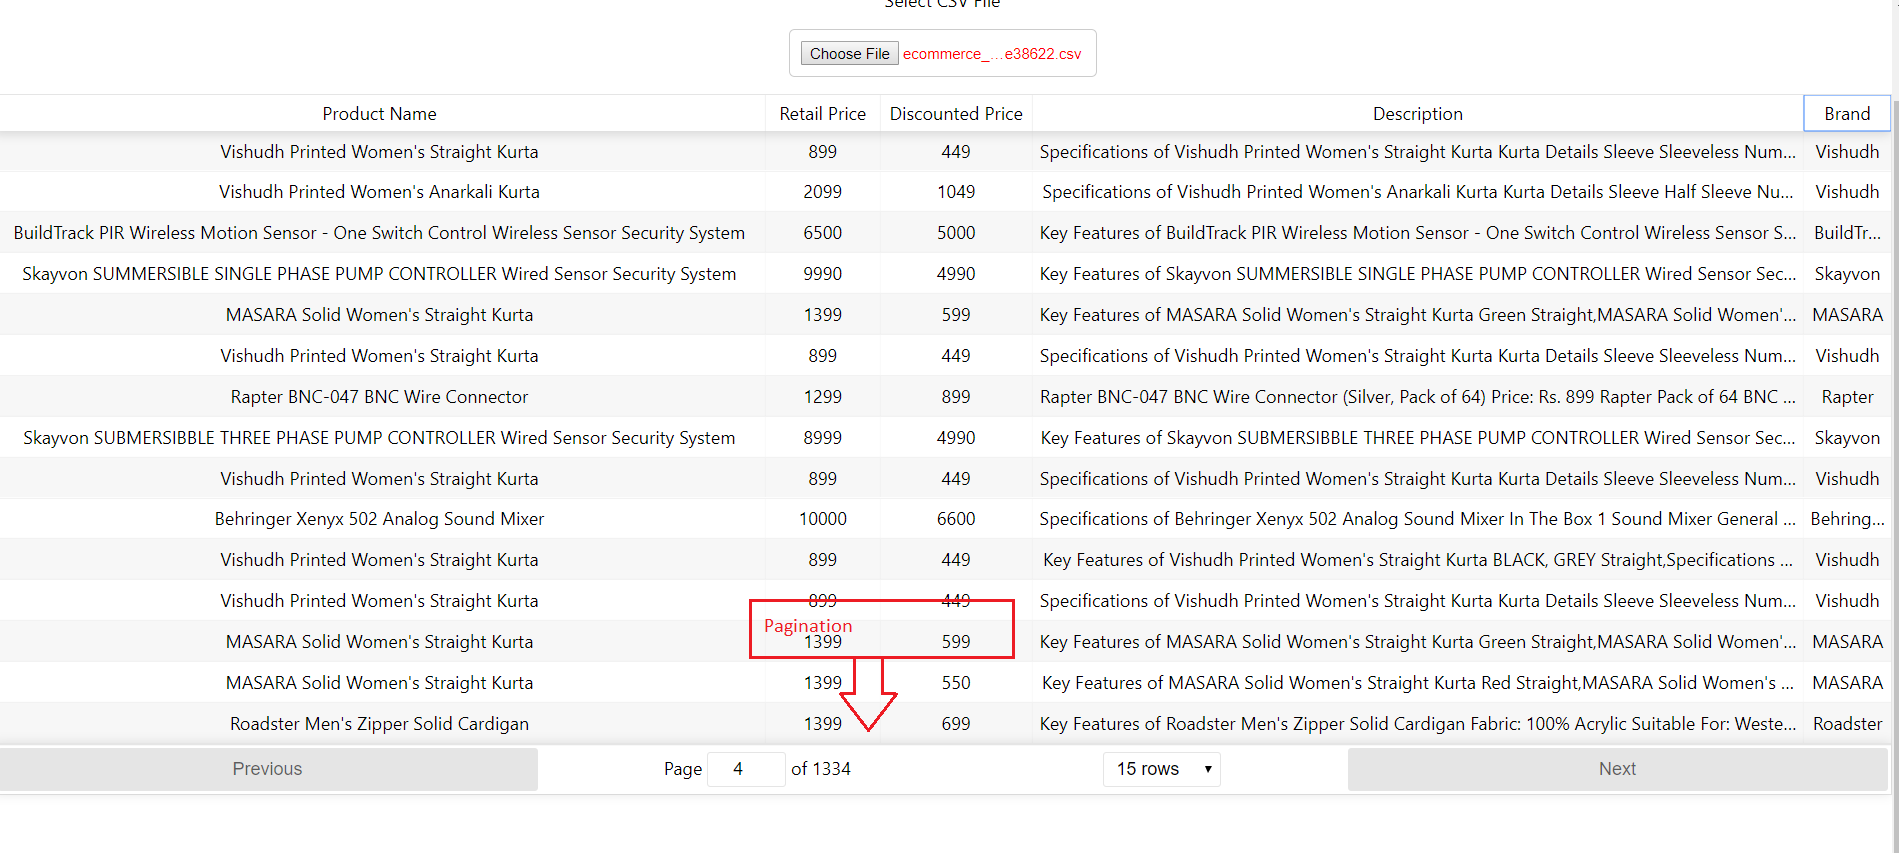 Select CSV File
Choose File ecommerce_...e38622.csv
Product Name Retail Price Discounted Price Description Brand
Vishudh Printed Women's Straight Kurta 899 449 Specifications of Vishudh Printed Women's Straight Kurta Kurta Details Sleeve Sleeveless Num... Vishudh
Vishudh Printed Women's Anarkali Kurta 2099 1049 Specifications of Vishudh Printed Women's Anarkali Kurta Kurta Details Sleeve Half Sleeve Nu... Vishudh
BuildTrack PIR Wireless Motion Sensor - One Switch Control Wireless Sensor Security System 6500 5000 Key Features of BuildTrack PIR Wireless Motion Sensor - One Switch Control Wireless Sensor S... BuildTr...
Skayvon SUMMERSIBLE SINGLE PHASE PUMP CONTROLLER Wired Sensor Security System 9990 4990 Key Features of Skayvon SUMMERSIBLE SINGLE PHASE PUMP CONTROLLER Wired Sensor Sec... Skayvon
MASARA Solid Women's Straight Kurta 1399 599 Key Features of MASARA Solid Women's Straight Kurta Green Straight,MASARA Solid Women'... MASARA
Vishudh Printed Women's Straight Kurta 899 449 Specifications of Vishudh Printed Women's Straight Kurta Kurta Details Sleeve Sleeveless Num... Vishudh
Rapter BNC-047 BNC Wire Connector 1299 899 Rapter BNC-047 BNC Wire Connector (Silver, Pack of 64) Price: Rs. 899 Rapter Pack of 64 BNC ... Rapter
Skayvon SUBMERSIBBLE THREE PHASE PUMP CONTROLLER Wired Sensor Security System 8999 4990 Key Features of Skayvon SUBMERSIBBLE THREE PHASE PUMP CONTROLLER Wired Sensor Sec... Skayvon
Vishudh Printed Women's Straight Kurta 899 449 Specifications of Vishudh Printed Women's Straight Kurta Kurta Details Sleeve Sleeveless Num... Vishudh
Behringer Xenyx 502 Analog Sound Mixer 10000 6600 Specifications of Behringer Xenyx 502 Analog Sound Mixer In The Box 1 Sound Mixer General ... Behring...
Vishudh Printed Women's Straight Kurta 899 449 Key Features of Vishudh Printed Women's Straight Kurta BLACK, GREY Straight,Specifications ... Vishudh
Vishudh Printed Women's Straight Kurta 899 449 Specifications of Vishudh Printed Women's Straight Kurta Kurta Details Sleeve Sleeveless Num... Vishudh
Pagination
MASARA Solid Women's Straight Kurta 1399 599 Key Features of MASARA Solid Women's Straight Kurta Green Straight,MASARA Solid Women'... MASARA
MASARA Solid Women's Straight Kurta 1399 550 Key Features of MASARA Solid Women's Straight Kurta Red Straight,MASARA Solid Women's ... MASARA
Roadster Men's Zipper Solid Cardigan 1399 699 Key Features of Roadster Men's Zipper Solid Cardigan Fabric: 100% Acrylic Suitable For: Weste... Roadster
Previous Page 4 of 1334 15 rows Next